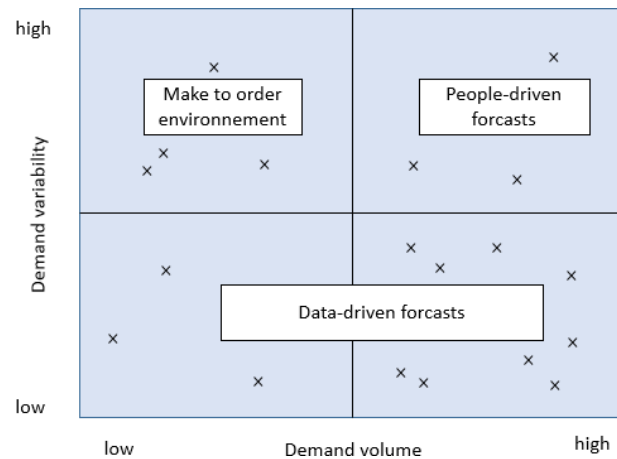 high
Make to order
environnement
People-driven
forcasts
Demand variability
Data-driven forcasts
low
low
Demand volume
high